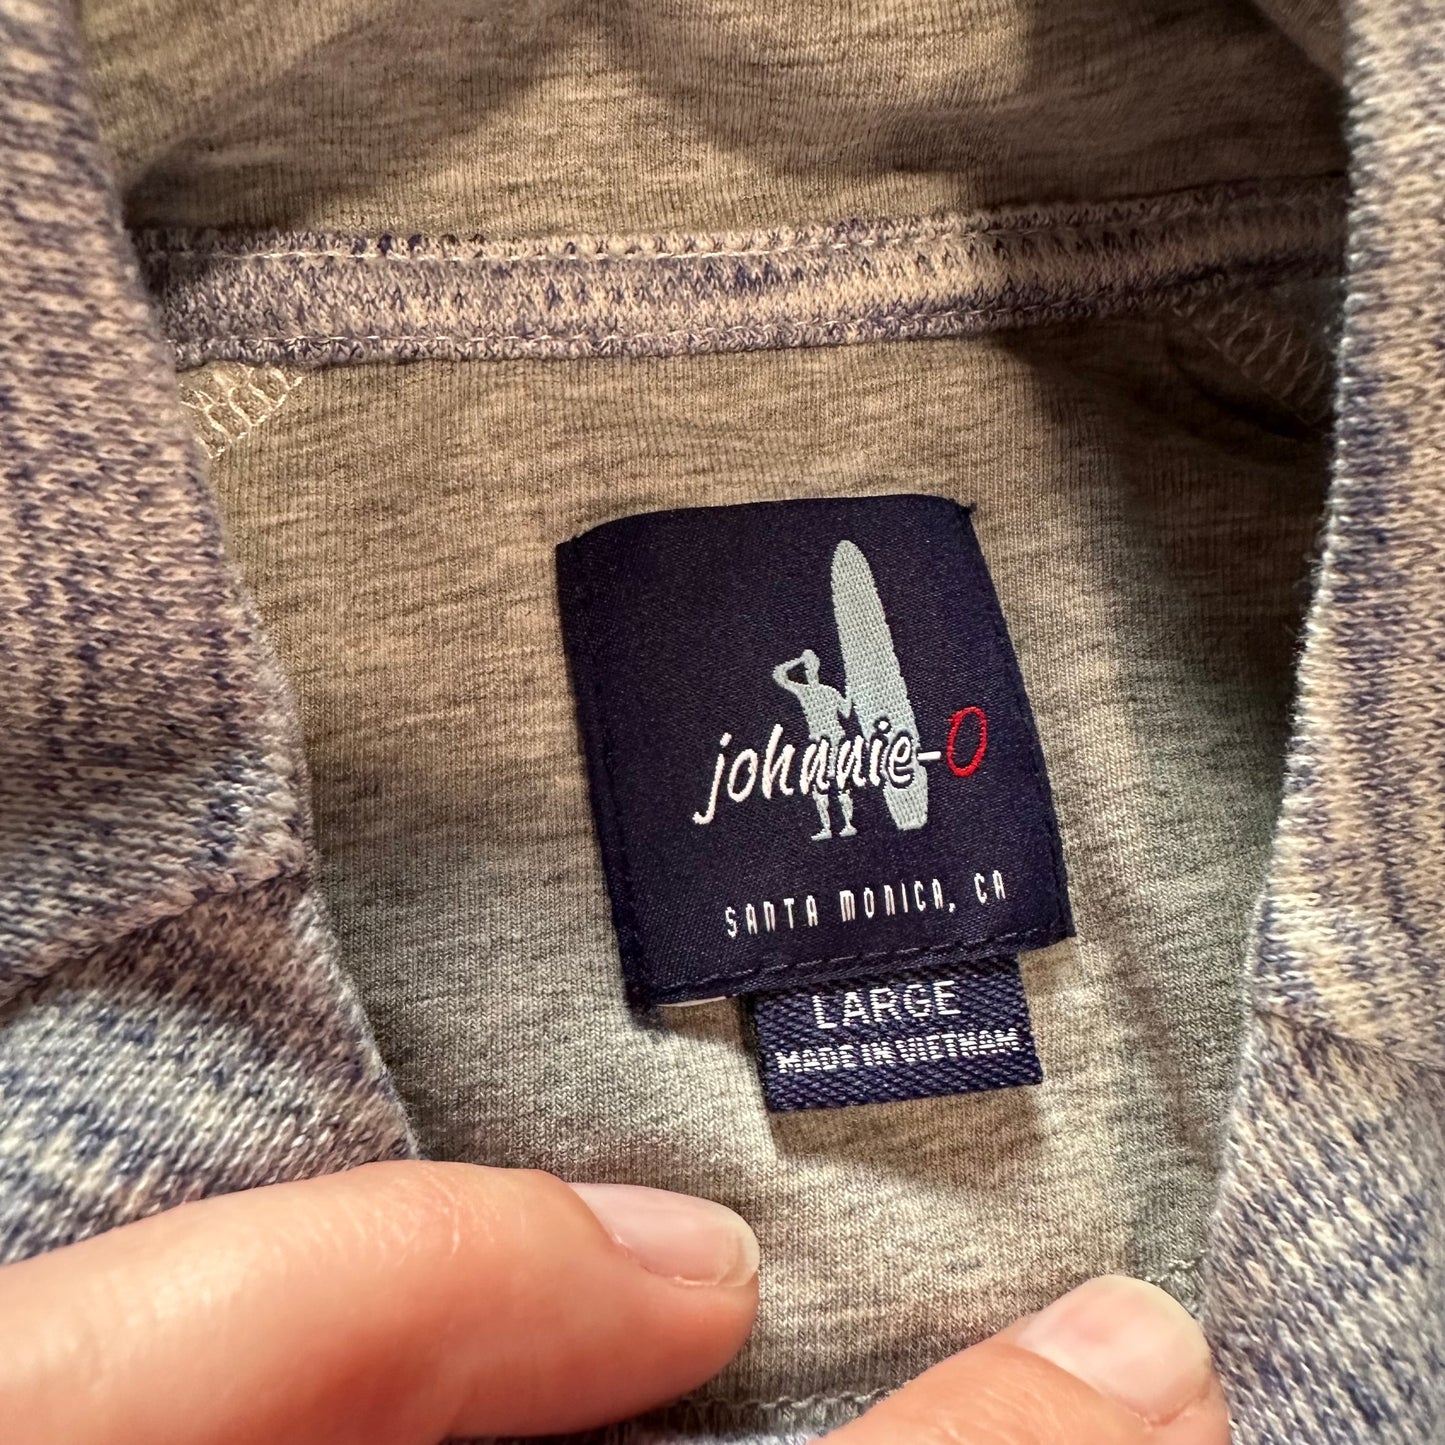 johnnie-O
SANTA MONICA, CA
LARGE
MADE IN VIETNAM